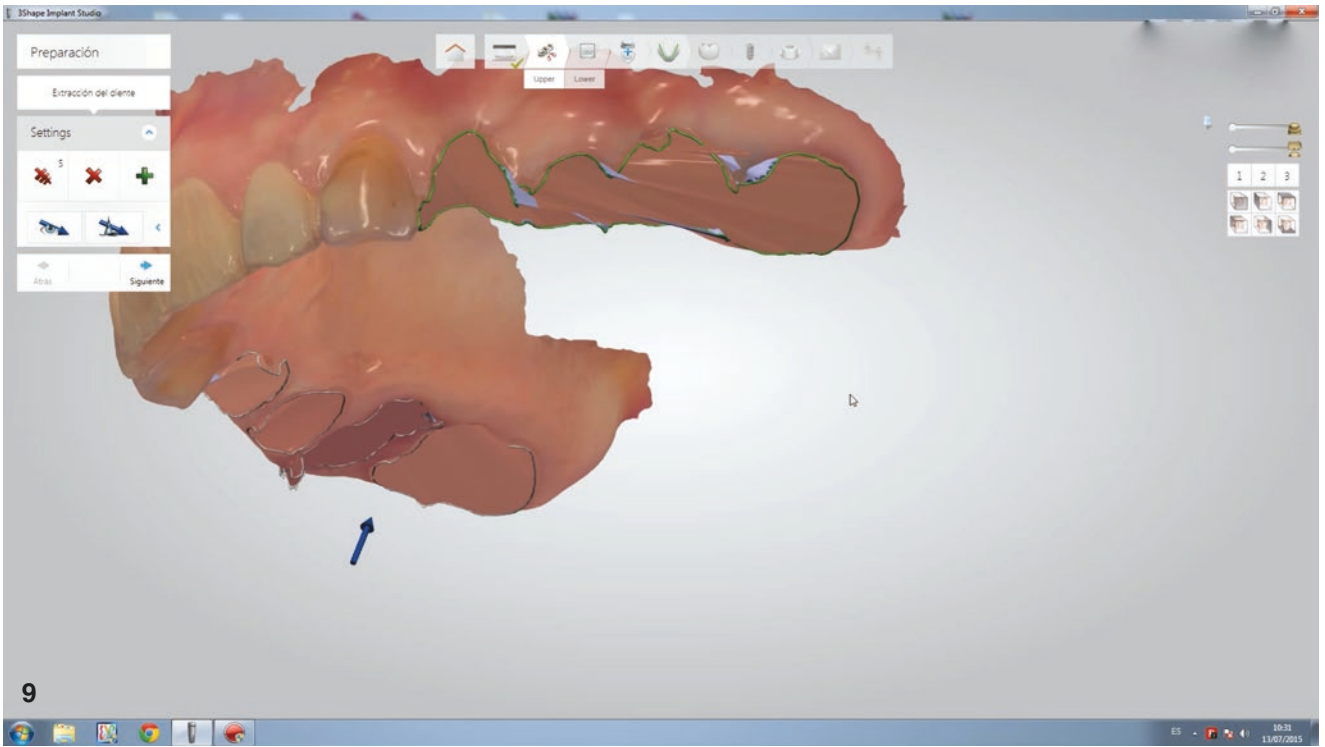 3Shape Implant Studio
Preparación
Extracción del diente
Upper Lower
Settings
5
1 2 3
Atrás Siguiente
9
ES
10:31
13/07/2015